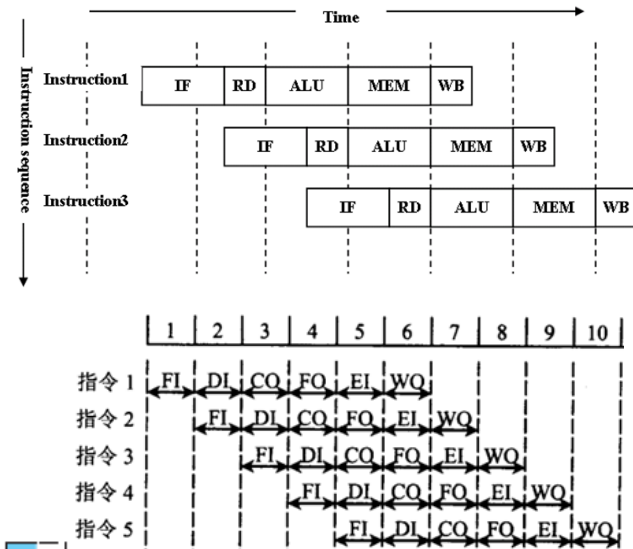 Time
Instruction sequence
Instruction1 IF RD ALU MEM WB
Instruction2 IF RD ALU MEM WB
Instruction3 IF RD ALU MEM WB
1 2 3 4 5 6 7 8 9 10
指令 1 FI DI CO FO EI WO
指令 2 FI DI CO FO EI WO
指令 3 FI DI CO FO EI WO
指令 4 FI DI CO FO EI WO
指令 5 FI DI CO FO EI WO